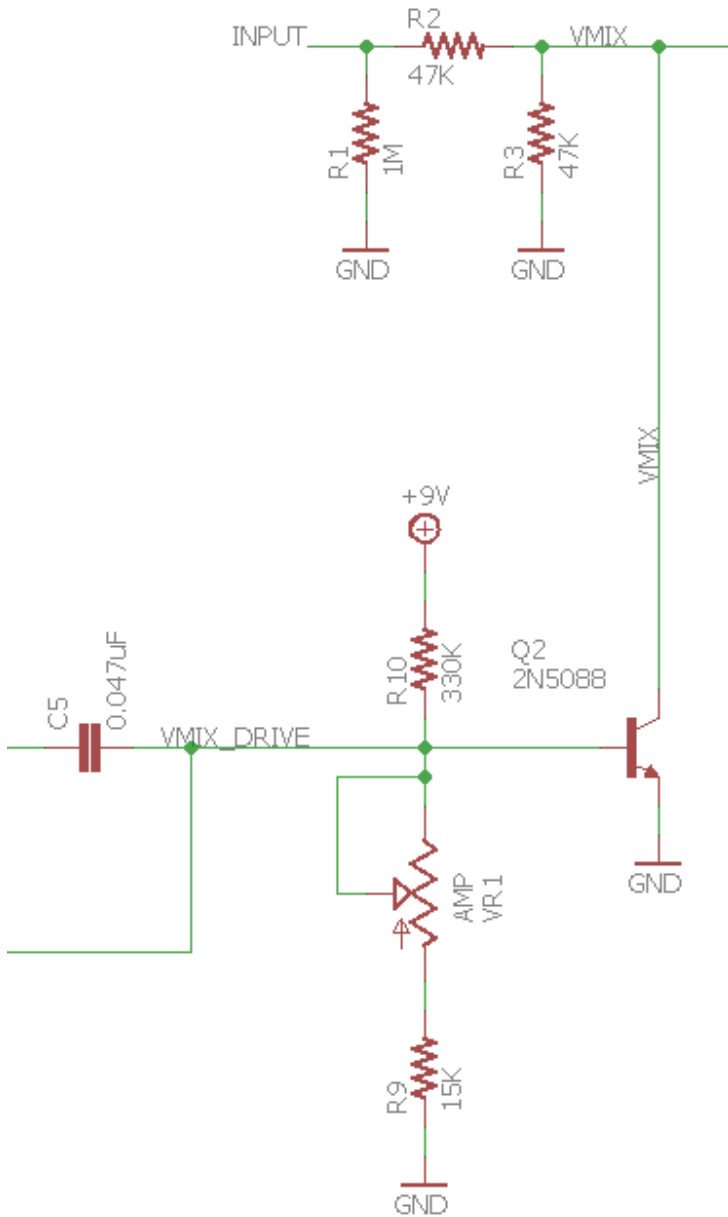 R2
INPUT
VMIX
47K
R1
1M
R3
47K
GND
GND
VMIX
+9V
C5
0.047uF
R10
330K
Q2
2N5088
VMIX_DRIVE
AMP
VR1
GND
R9
15K
GND